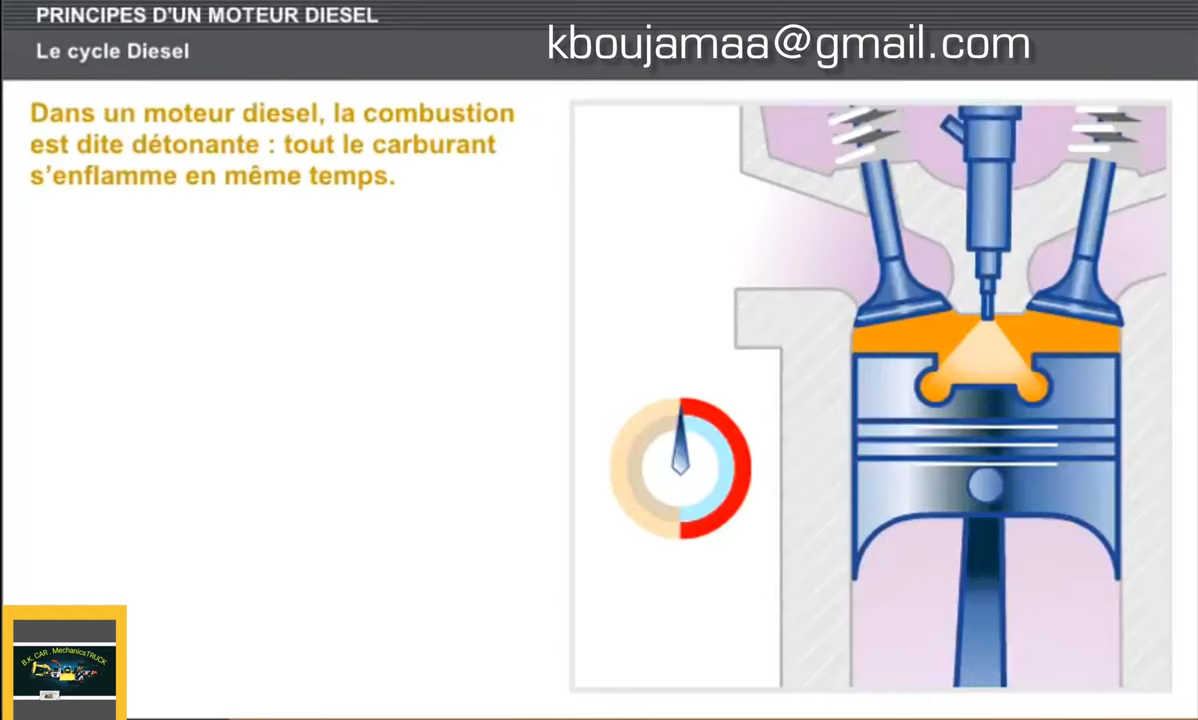 PRINCIPES D'UN MOTEUR DIESEL
Le cycle Diesel
kboujamaa@gmail.com
Dans un moteur diesel, la combustion
est dite détonante : tout le carburant
s’enflamme en même temps.
B.K. CAR . MechanicsTRUCK